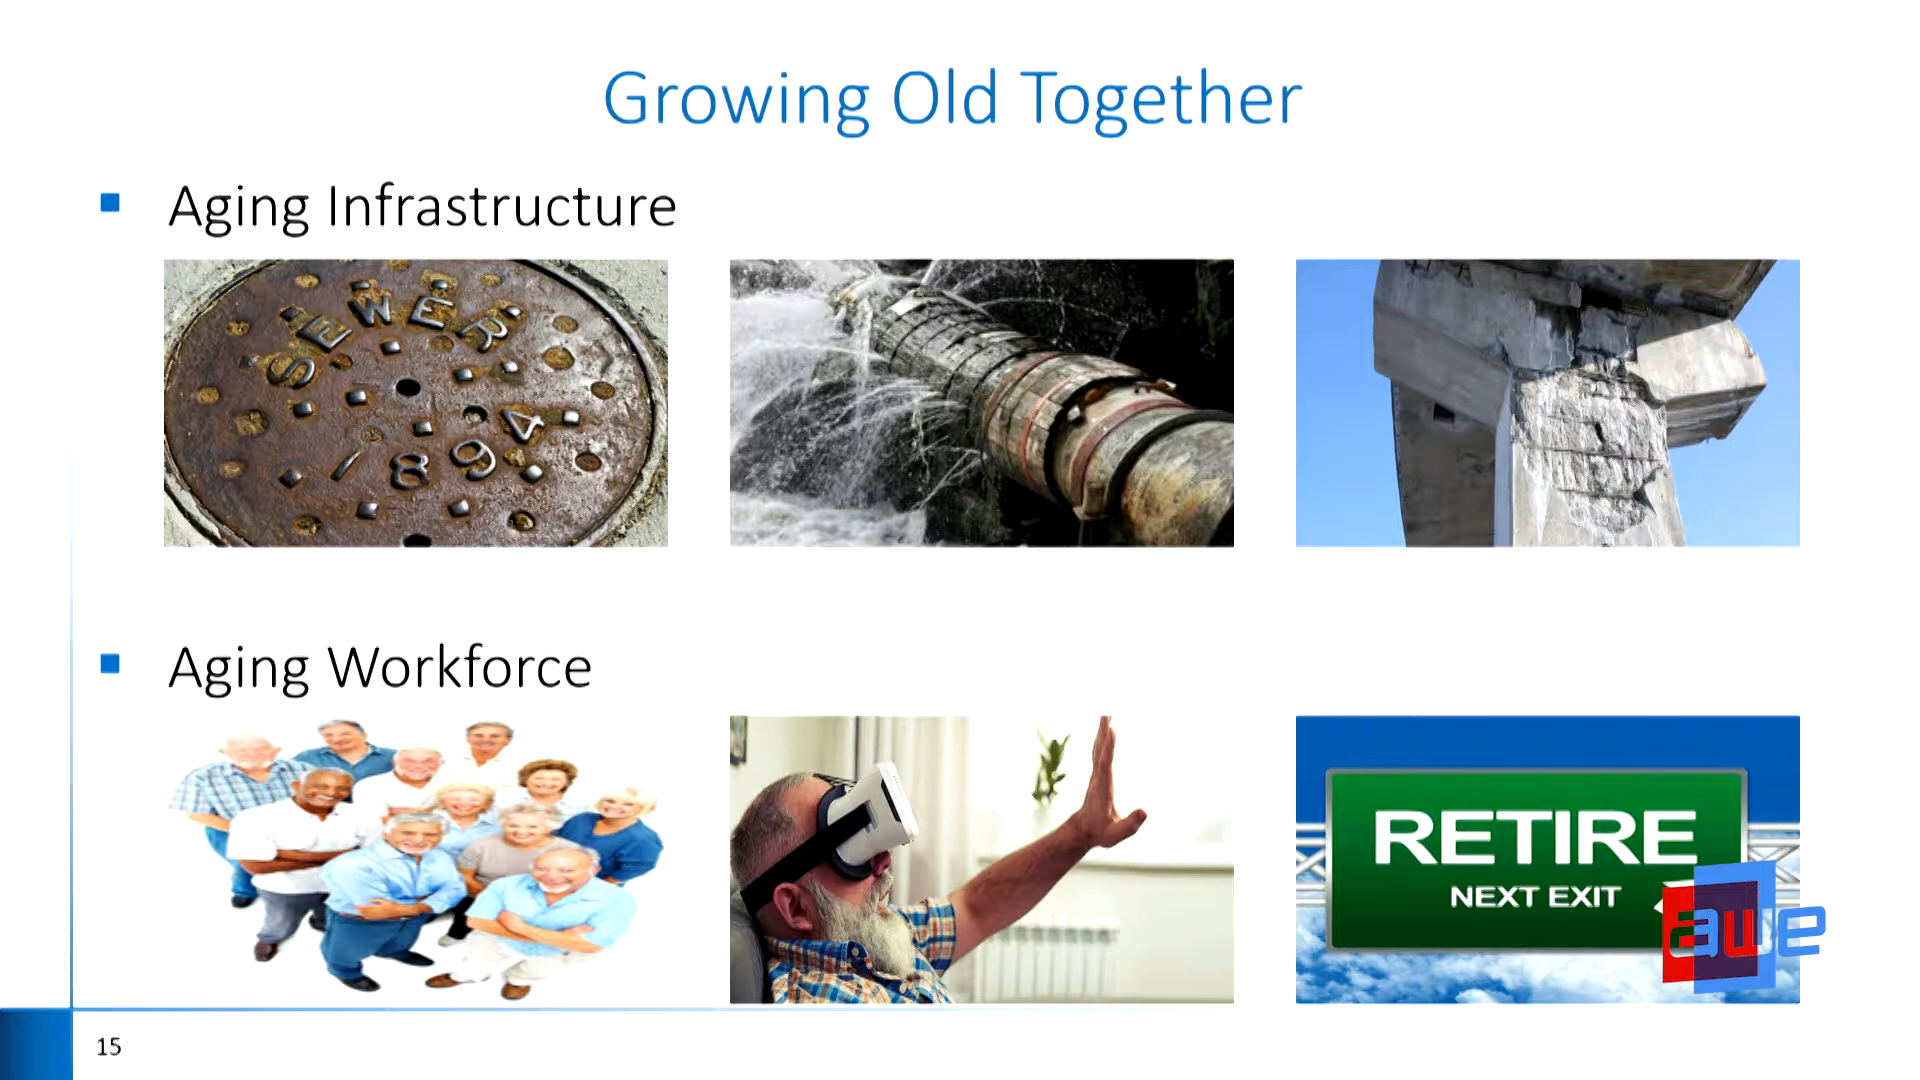 Growing Old Together
Aging Infrastructure
SEWER
1894
Aging Workforce
RETIRE
NEXT EXIT
awe
15